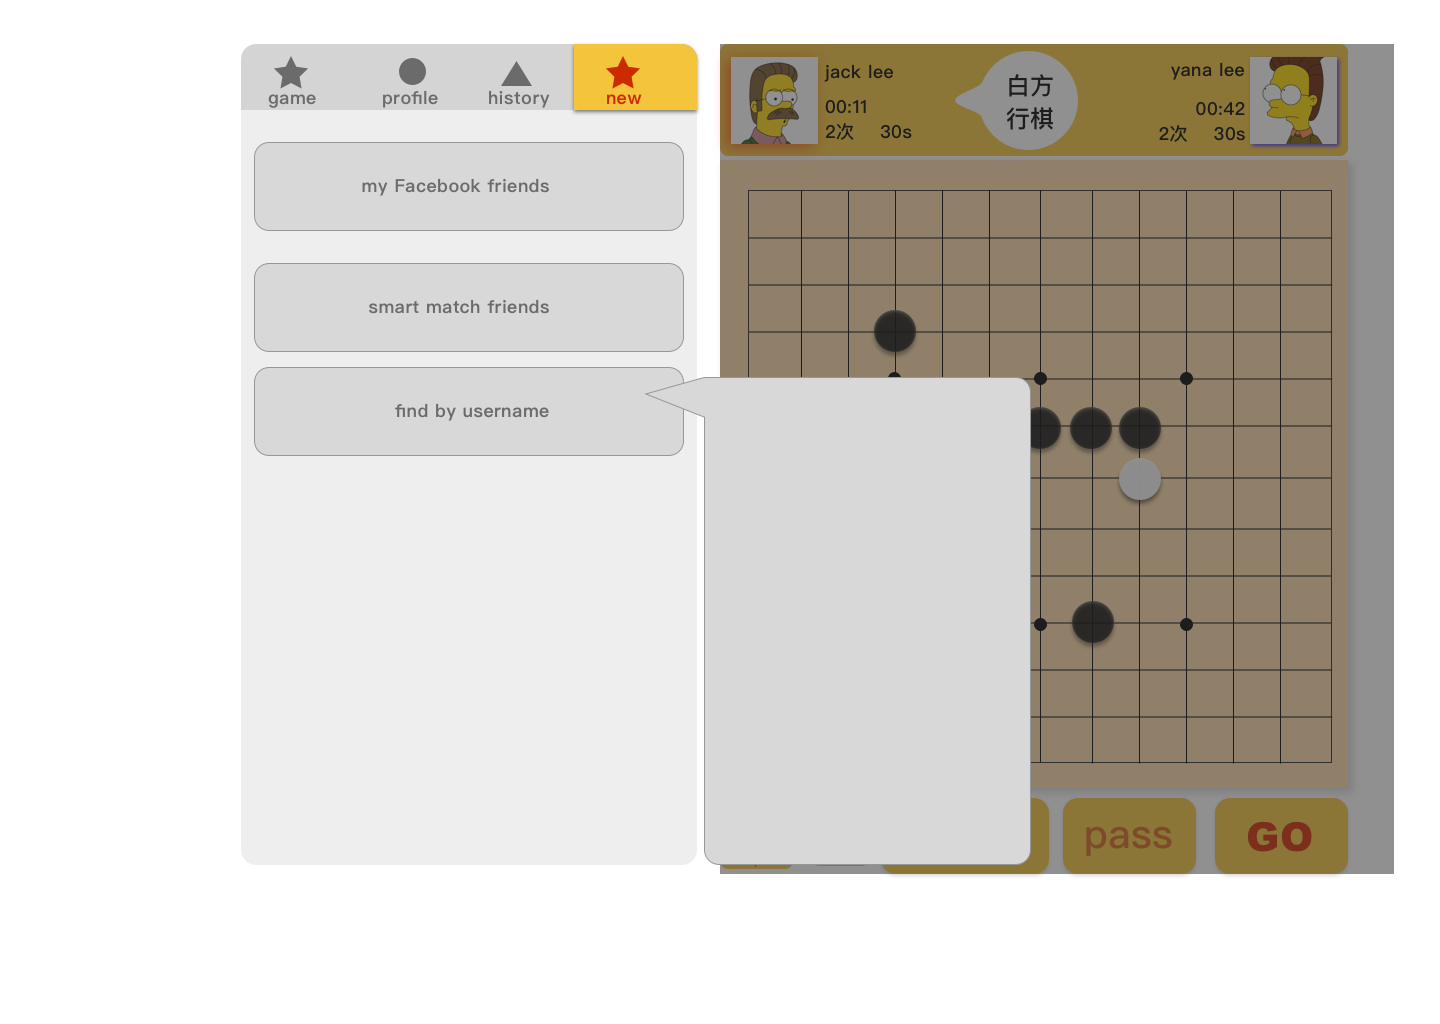 game
profile
history
new
my Facebook friends
smart match friends
find by username
jack lee
00:11
2次 30s
白方
行棋
yana lee
00:42
2次 30s
pass
GO